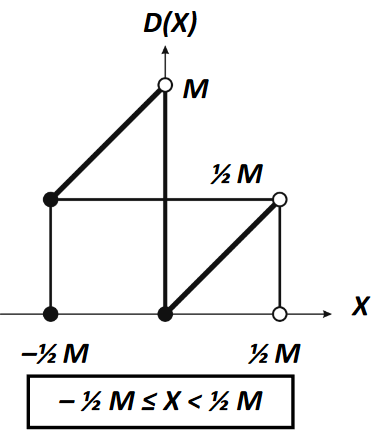 D(X)
M
½ M
X
–½ M
½ M
– ½ M ≤ X < ½ M